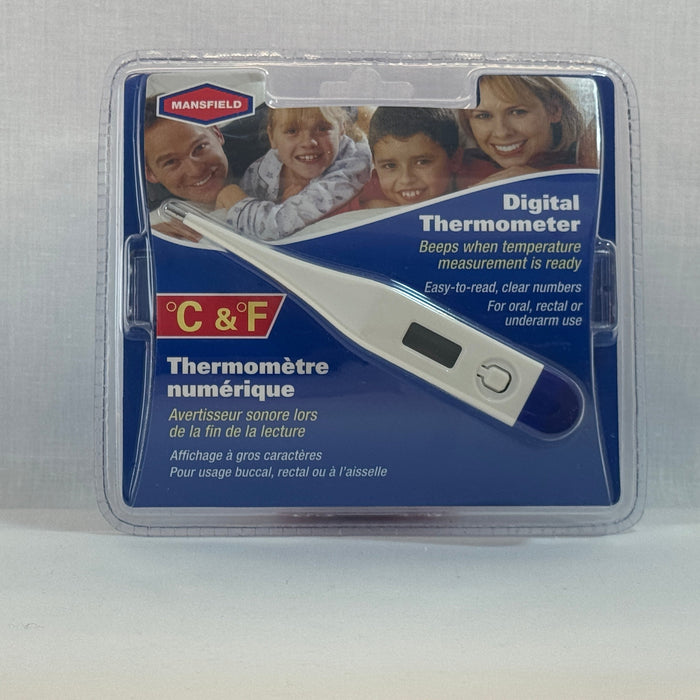 MANSFIELD
Digital
Thermometer
Beeps when temperature
measurement is ready
Easy-to-read, clear numbers
For oral, rectal or
underarm use
°C & °F
Thermomètre
numérique
Avertisseur sonore lors
de la fin de la lecture
Affichage à gros caractères
Pour usage buccal, rectal ou à l'aisselle